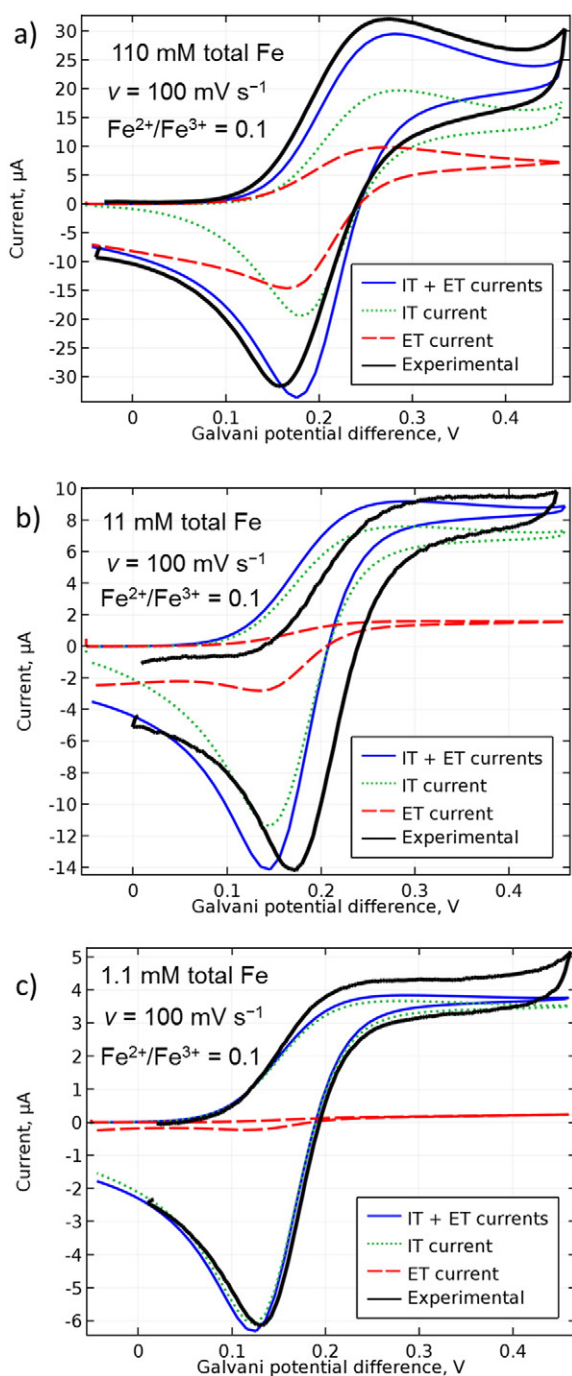 a)
110 mM total Fe
ν = 100 mV s⁻¹
Fe²⁺/Fe³⁺ = 0.1
Current, µA
30
25
20
15
10
5
0
-5
-10
-15
-20
-25
-30
IT + ET currents
IT current
ET current
Experimental
0 0.1 0.2 0.3 0.4
Galvani potential difference, V
b)
11 mM total Fe
ν = 100 mV s⁻¹
Fe²⁺/Fe³⁺ = 0.1
Current, µA
10
8
6
4
2
0
-2
-4
-6
-8
-10
-12
-14
IT + ET currents
IT current
ET current
Experimental
0 0.1 0.2 0.3 0.4
Galvani potential difference, V
c)
1.1 mM total Fe
ν = 100 mV s⁻¹
Fe²⁺/Fe³⁺ = 0.1
Current, µA
5
4
3
2
1
0
-1
-2
-3
-4
-5
-6
IT + ET currents
IT current
ET current
Experimental
0 0.1 0.2 0.3 0.4
Galvani potential difference, V